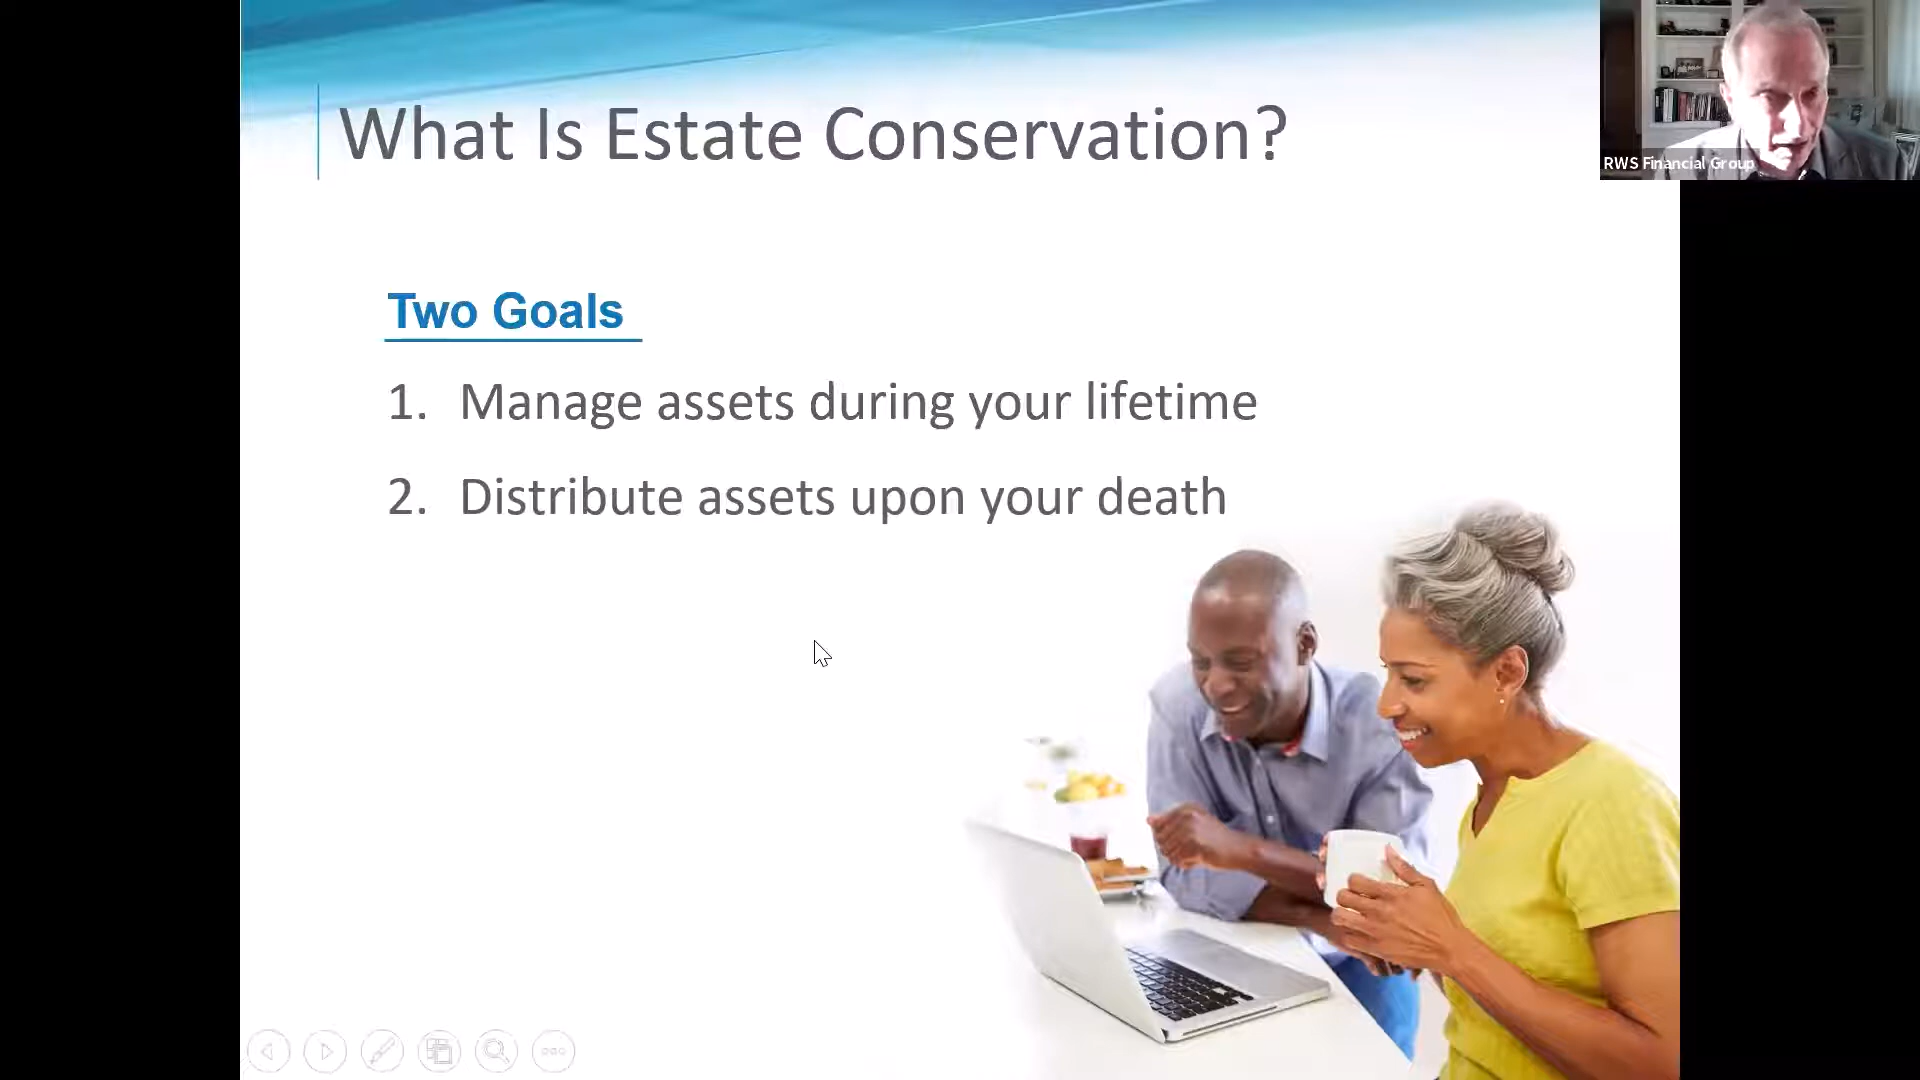 What Is Estate Conservation?
RWS Financial Group
Two Goals
1. Manage assets during your lifetime
2. Distribute assets upon your death